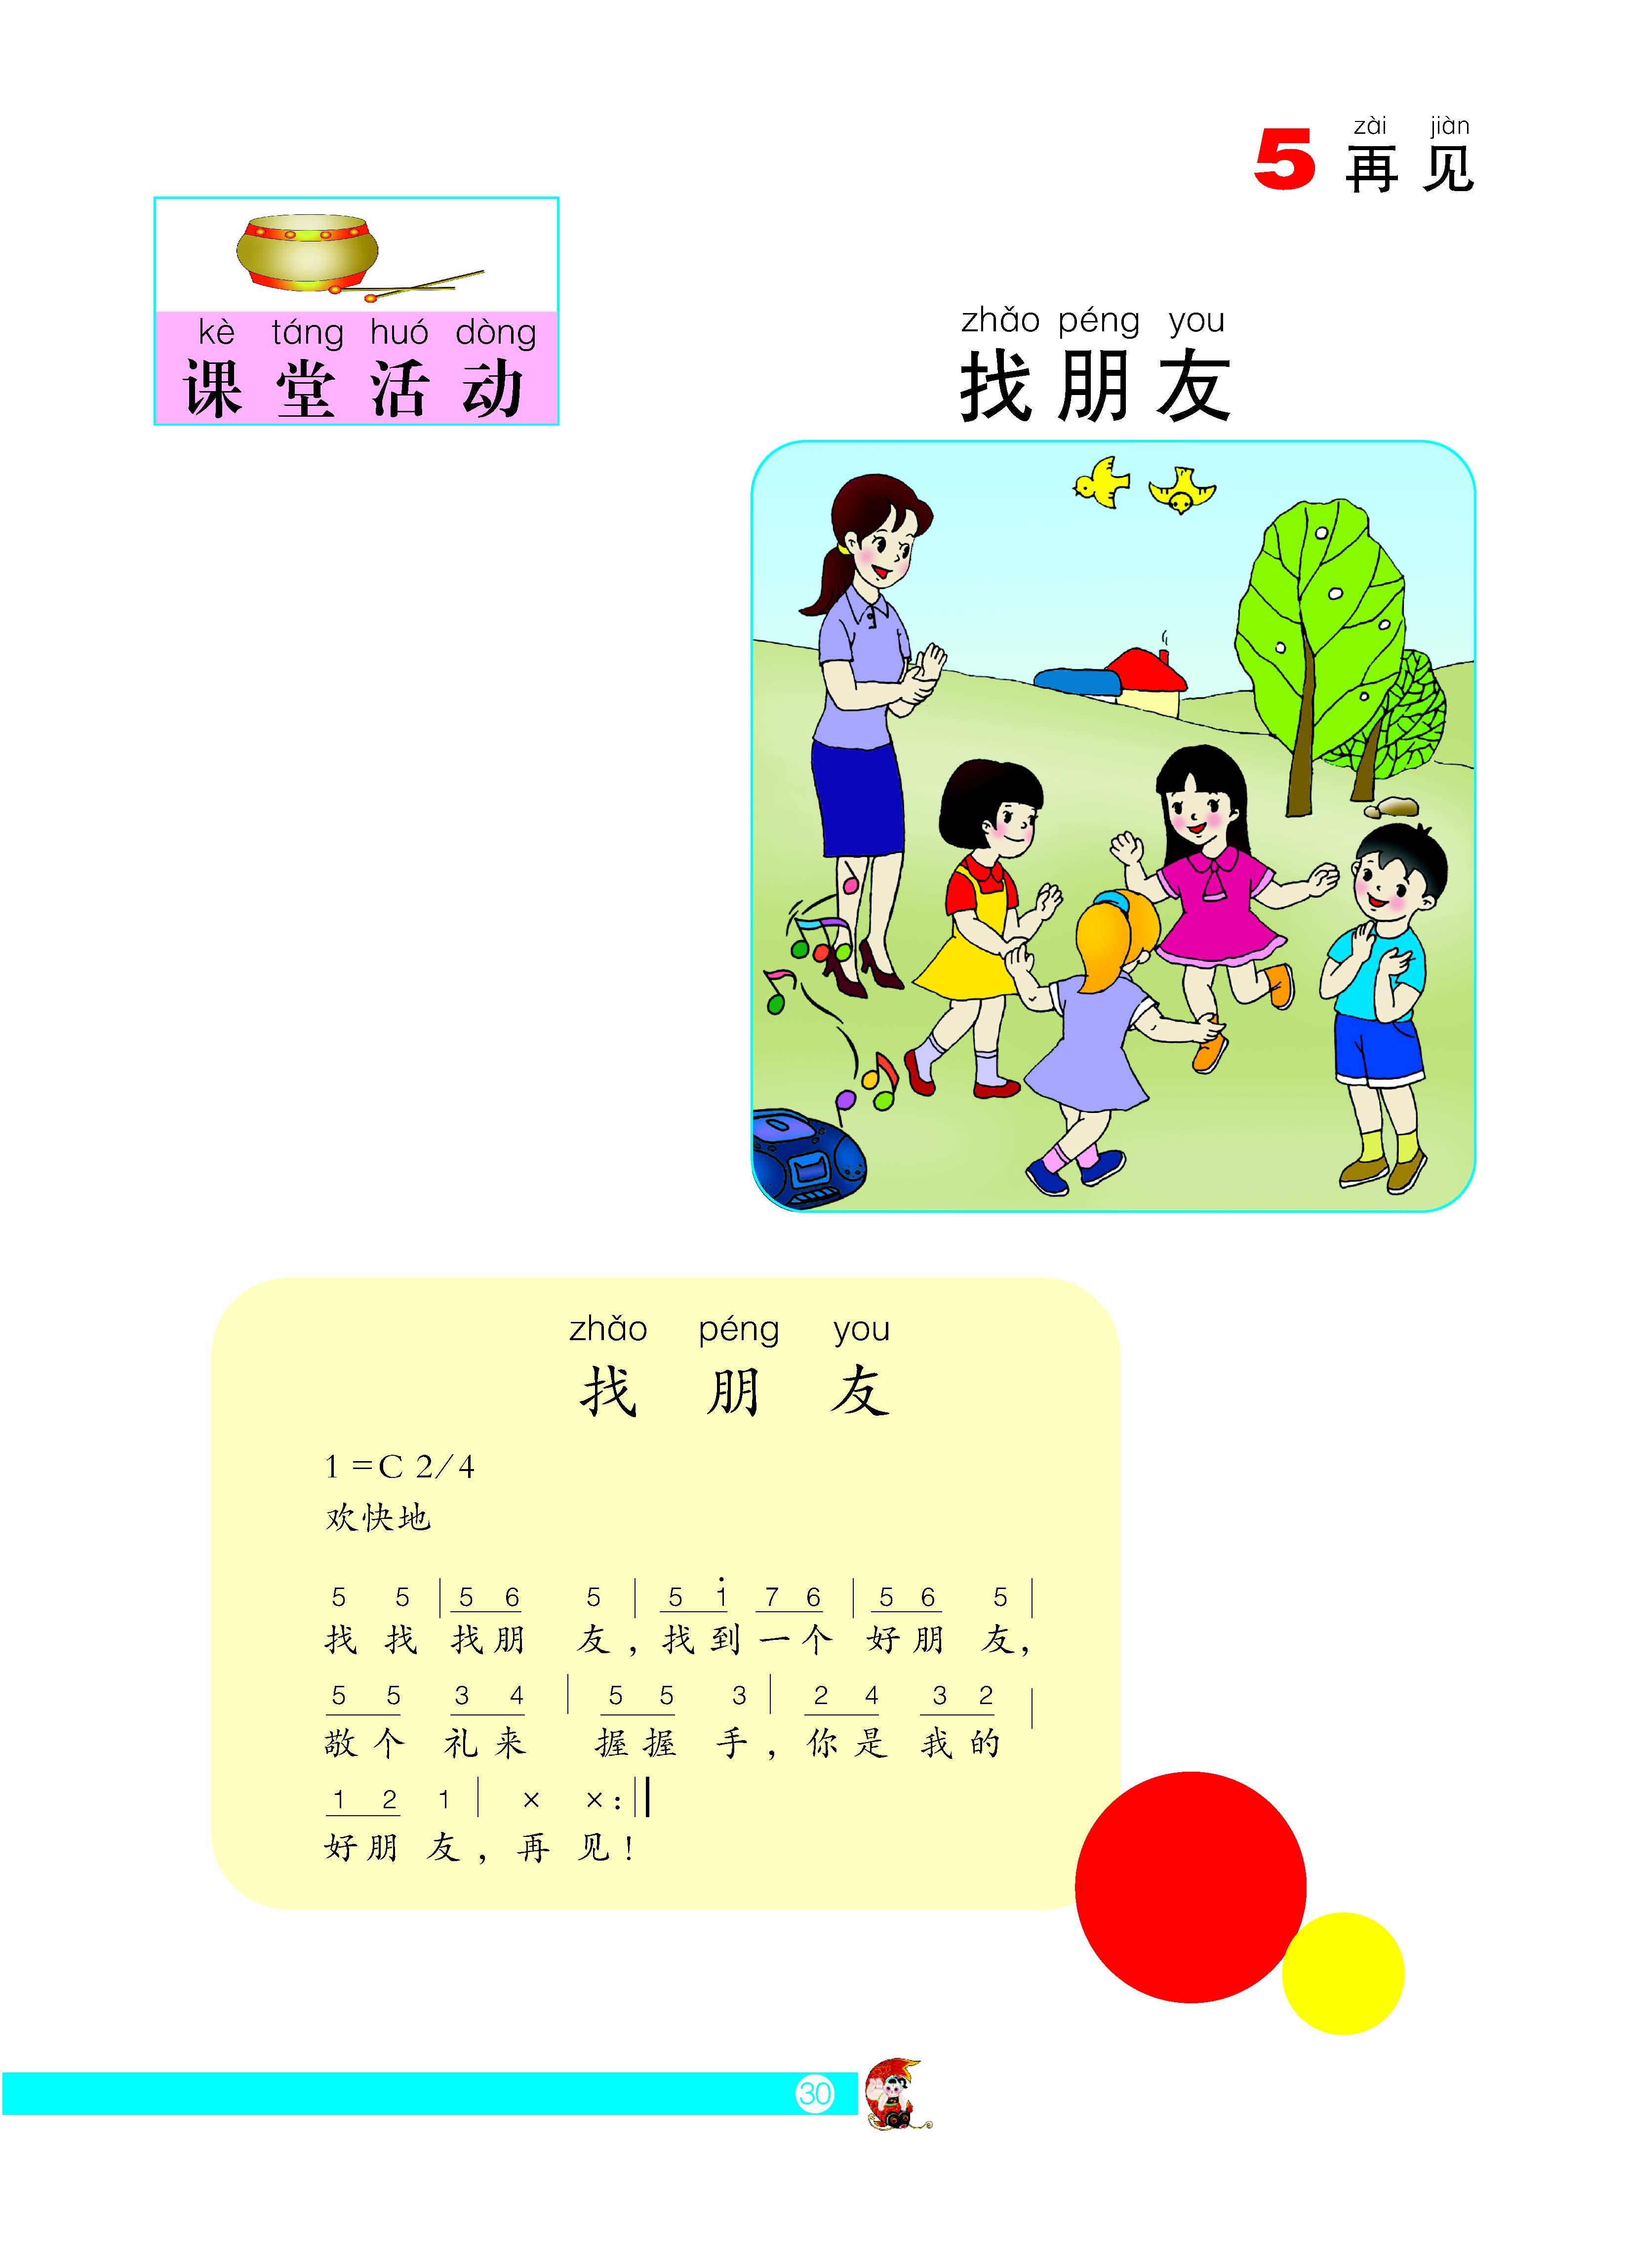 zài jiàn
5 再 见
kè táng huó dòng
课 堂 活 动
zhǎo péng you
找 朋 友
zhǎo péng you
找 朋 友
1=C 2/4
欢快地
5 5 | 5 6 5 | 5 1̇ 7 6 | 5 6 5 |
找 找 找 朋 友，找 到 一 个 好 朋 友，
5 5 3 4 | 5 5 3 | 2 4 3 2 |
敬 个 礼 来 握 握 手，你 是 我 的
1 2 1 | × × :‖
好 朋 友，再 见！
30